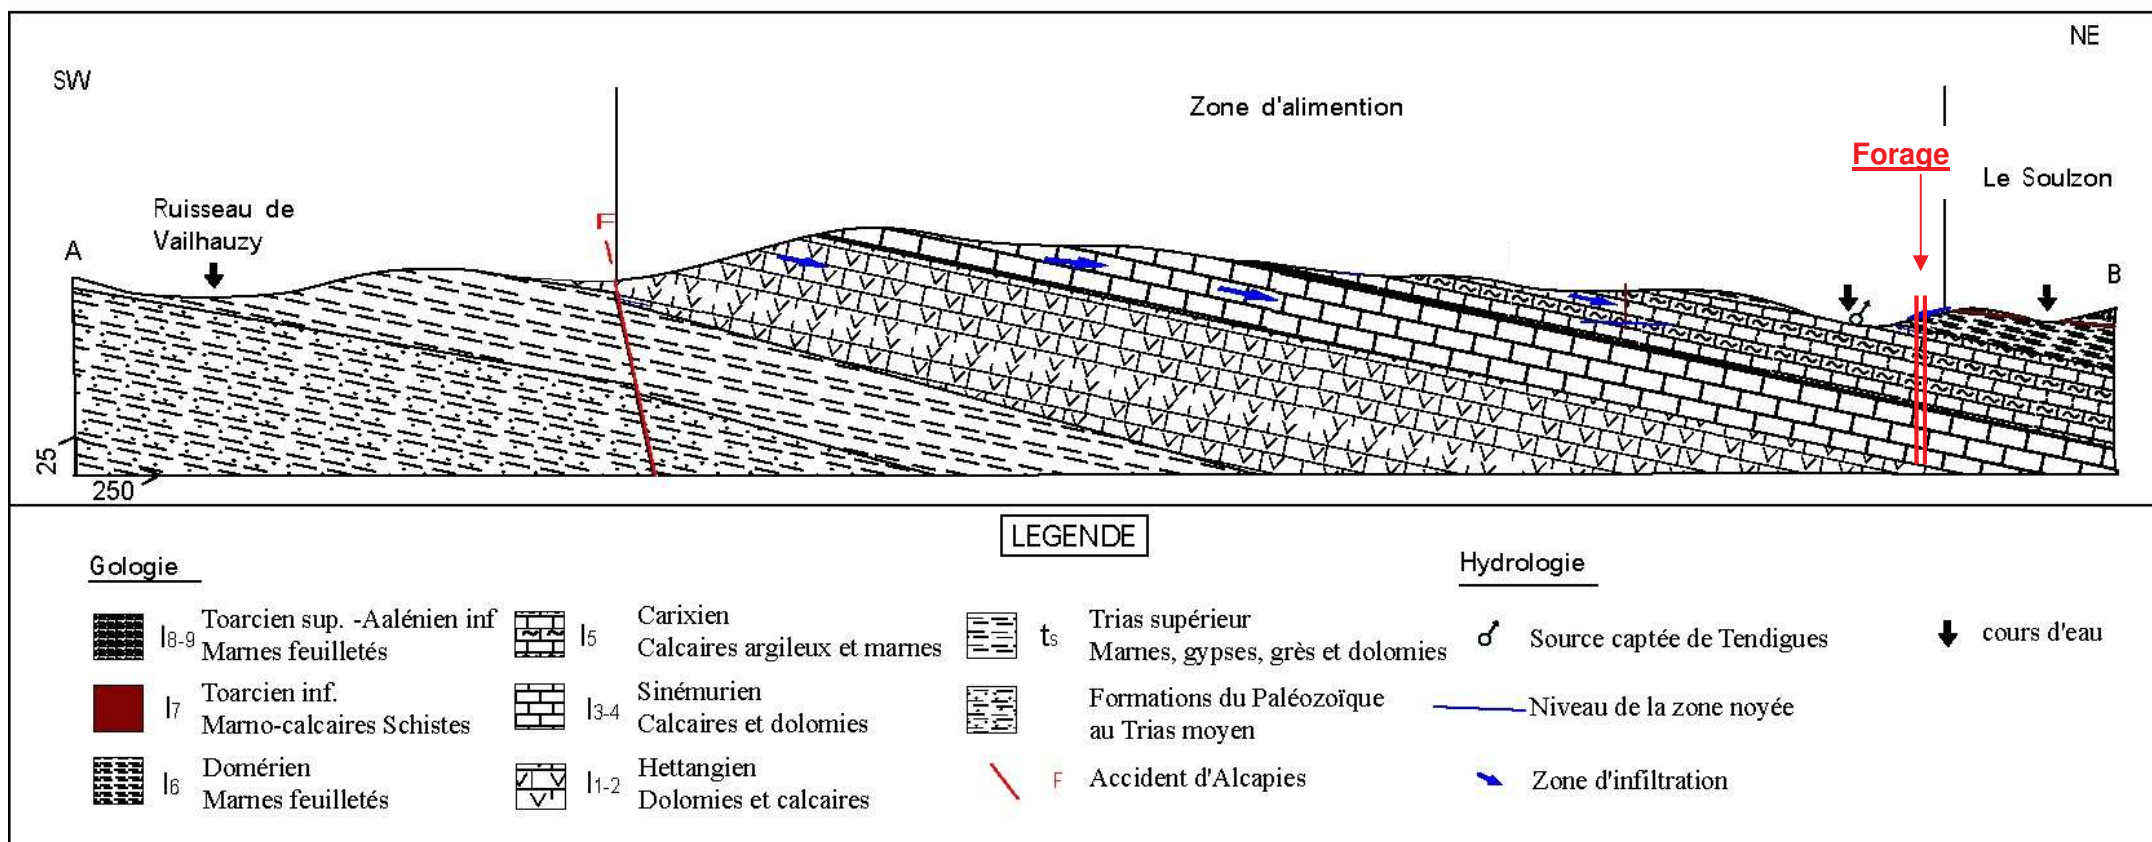 NE
SW
Zone d'alimention
Forage
Le Soulzon
Ruisseau de
Vailhauzy
F
A
B
25
250
LEGENDE
Gologie
Hydrologie
l8-9 Toarcien sup. -Aalénien inf
Marnes feuilletés
l7 Toarcien inf.
Marno-calcaires Schistes
l6 Domérien
Marnes feuilletés
l5 Carixien
Calcaires argileux et marnes
l3-4 Sinémurien
Calcaires et dolomies
l1-2 Hettangien
Dolomies et calcaires
ts Trias supérieur
Marnes, gypses, grès et dolomies
Formations du Paléozoïque
au Trias moyen
F Accident d'Alcapies
Source captée de Tendigues
Niveau de la zone noyée
Zone d'infiltration
cours d'eau